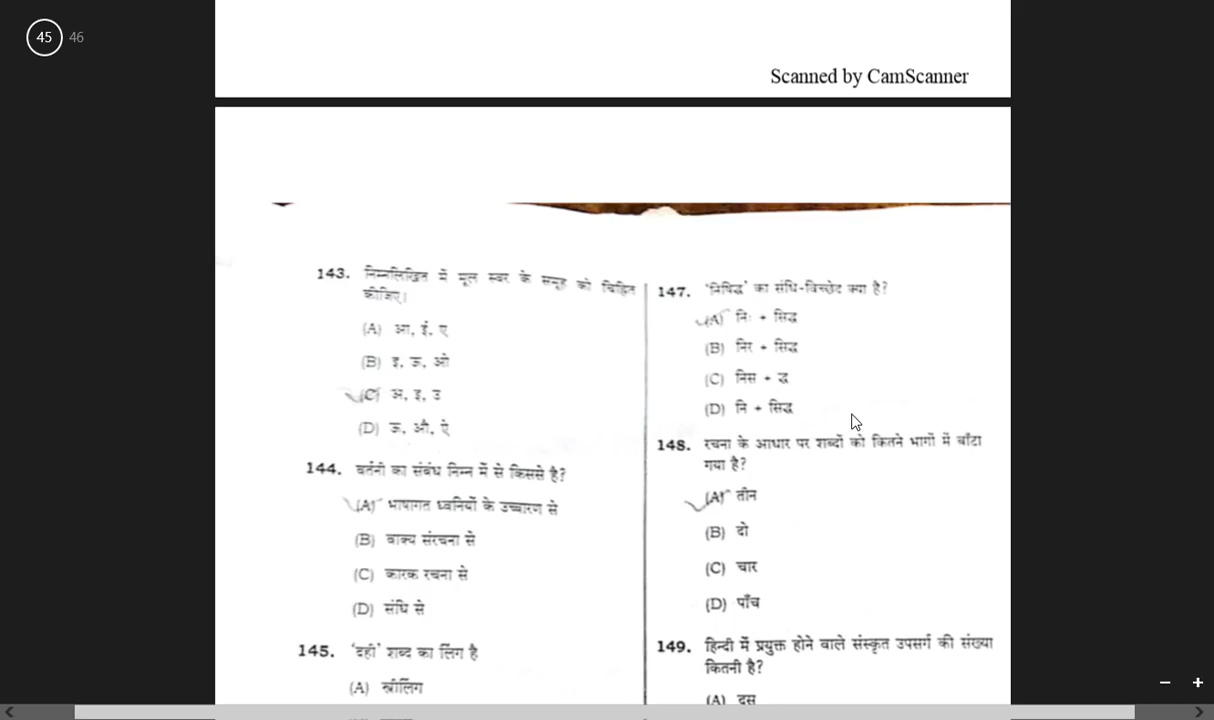 45 46
Scanned by CamScanner
143. निम्नलिखित में मूल स्वर के समूह को चिह्नित
कीजिए।
(A) आ, ई, ए
(B) इ, ऊ, ओ
(C) अ, इ, उ
(D) ऊ, औ, ऐ
144. वर्तनी का संबंध निम्न में से किससे है?
(A) भाषागत ध्वनियों के उच्चारण से
(B) वाक्य संरचना से
(C) कारक रचना से
(D) संधि से
145. 'दही' शब्द का लिंग है
(A) स्त्रीलिंग
147. 'निषिद्ध' का संधि-विच्छेद क्या है?
(A) निः + सिद्ध
(B) निर + सिद्ध
(C) निस + द्ध
(D) नि + सिद्ध
148. रचना के आधार पर शब्दों को कितने भागों में बाँटा
गया है?
(A) तीन
(B) दो
(C) चार
(D) पाँच
149. हिन्दी में प्रयुक्त होने वाले संस्कृत उपसर्ग की संख्या
कितनी है?
(A) दस